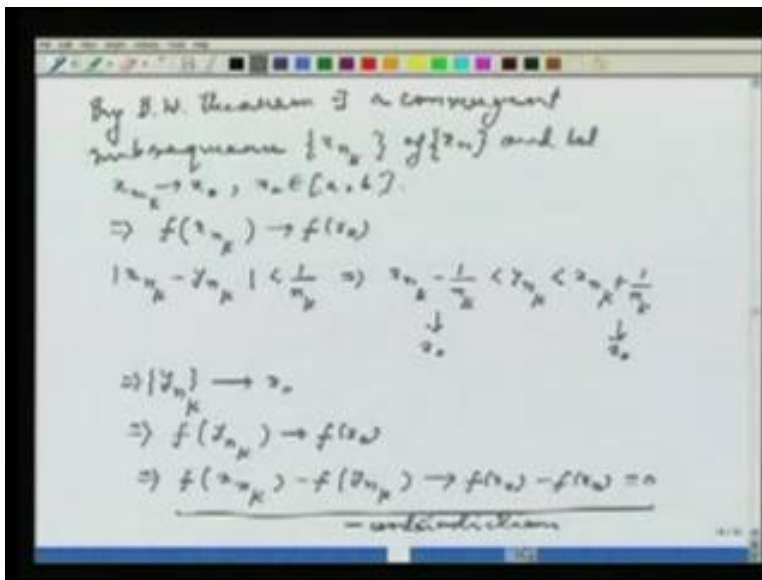 By B.W. Theorem ∃ a convergent
subsequence {x_{n_k}} of {x_n} and let
x_{n_k} → x_0, x_0 ∈ [a, b].
⇒ f(x_{n_k}) → f(x_0)
|x_{n_k} - y_{n_k}| < 1/n_k ⇒ x_{n_k} - 1/n_k < y_{n_k} < x_{n_k} + 1/n_k
↓ ↓
x_0 x_0
⇒ {y_{n_k}} → x_0
⇒ f(y_{n_k}) → f(x_0)
⇒ f(x_{n_k}) - f(y_{n_k}) → f(x_0) - f(x_0) = 0
- contradiction